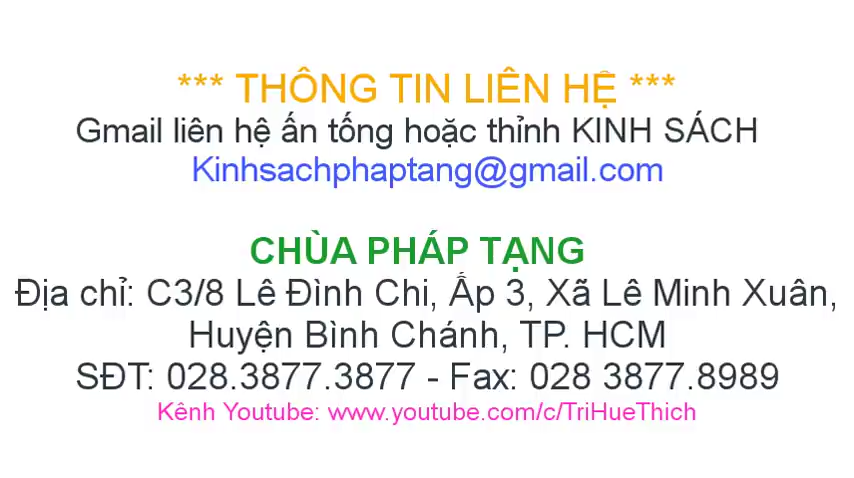 *** THÔNG TIN LIÊN HỆ ***
Gmail liên hệ ấn tống hoặc thỉnh KINH SÁCH
Kinhsachphaptang@gmail.com
CHÙA PHÁP TẠNG
Địa chỉ: C3/8 Lê Đình Chi, Ấp 3, Xã Lê Minh Xuân,
Huyện Bình Chánh, TP. HCM
SĐT: 028.3877.3877 - Fax: 028 3877.8989
Kênh Youtube: www.youtube.com/c/TriHueThich